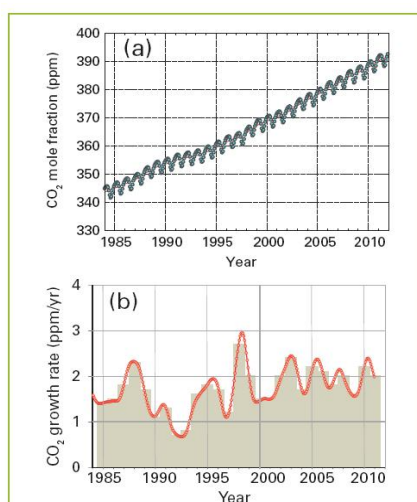 (a)
CO2 mole fraction (ppm)
400
390
380
370
360
350
340
330
1985 1990 1995 2000 2005 2010
Year
(b)
CO2 growth rate (ppm/yr)
4
3
2
1
0
1985 1990 1995 2000 2005 2010
Year